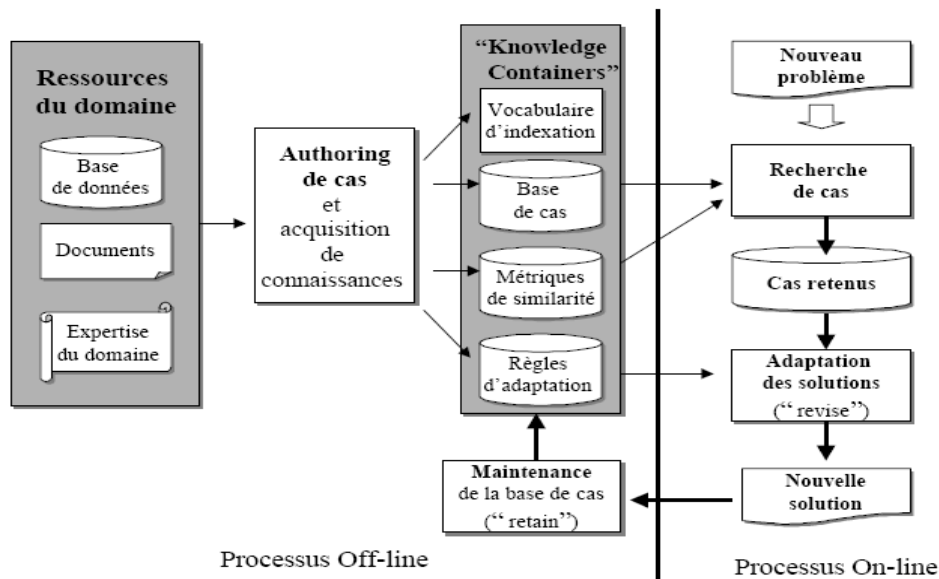 Ressources
du domaine
Base
de données
Documents
Expertise
du domaine
Authoring
de cas
et
acquisition
de
connaissances
“Knowledge
Containers”
Vocabulaire
d’indexation
Base
de cas
Métriques
de similarité
Règles
d’adaptation
Maintenance
de la base de cas
(“ retain”)
Processus Off-line
Nouveau
problème
Recherche
de cas
Cas retenus
Adaptation
des solutions
(“ revise”)
Nouvelle
solution
Processus On-line